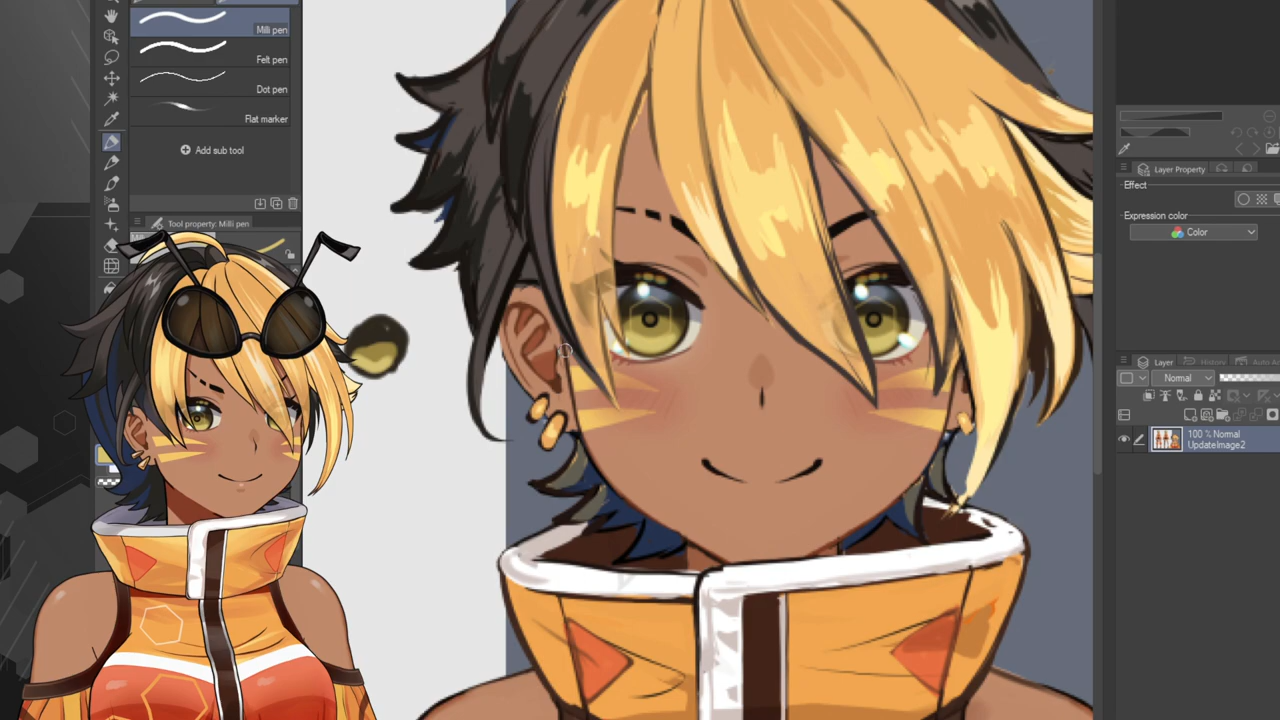 Milli pen
Felt pen
Dot pen
Flat marker
Add sub tool
Tool property: Milli pen
Layer Property
Effect
Expression color
Color
Layer
History
Normal
100 % Normal
UpdateImage2